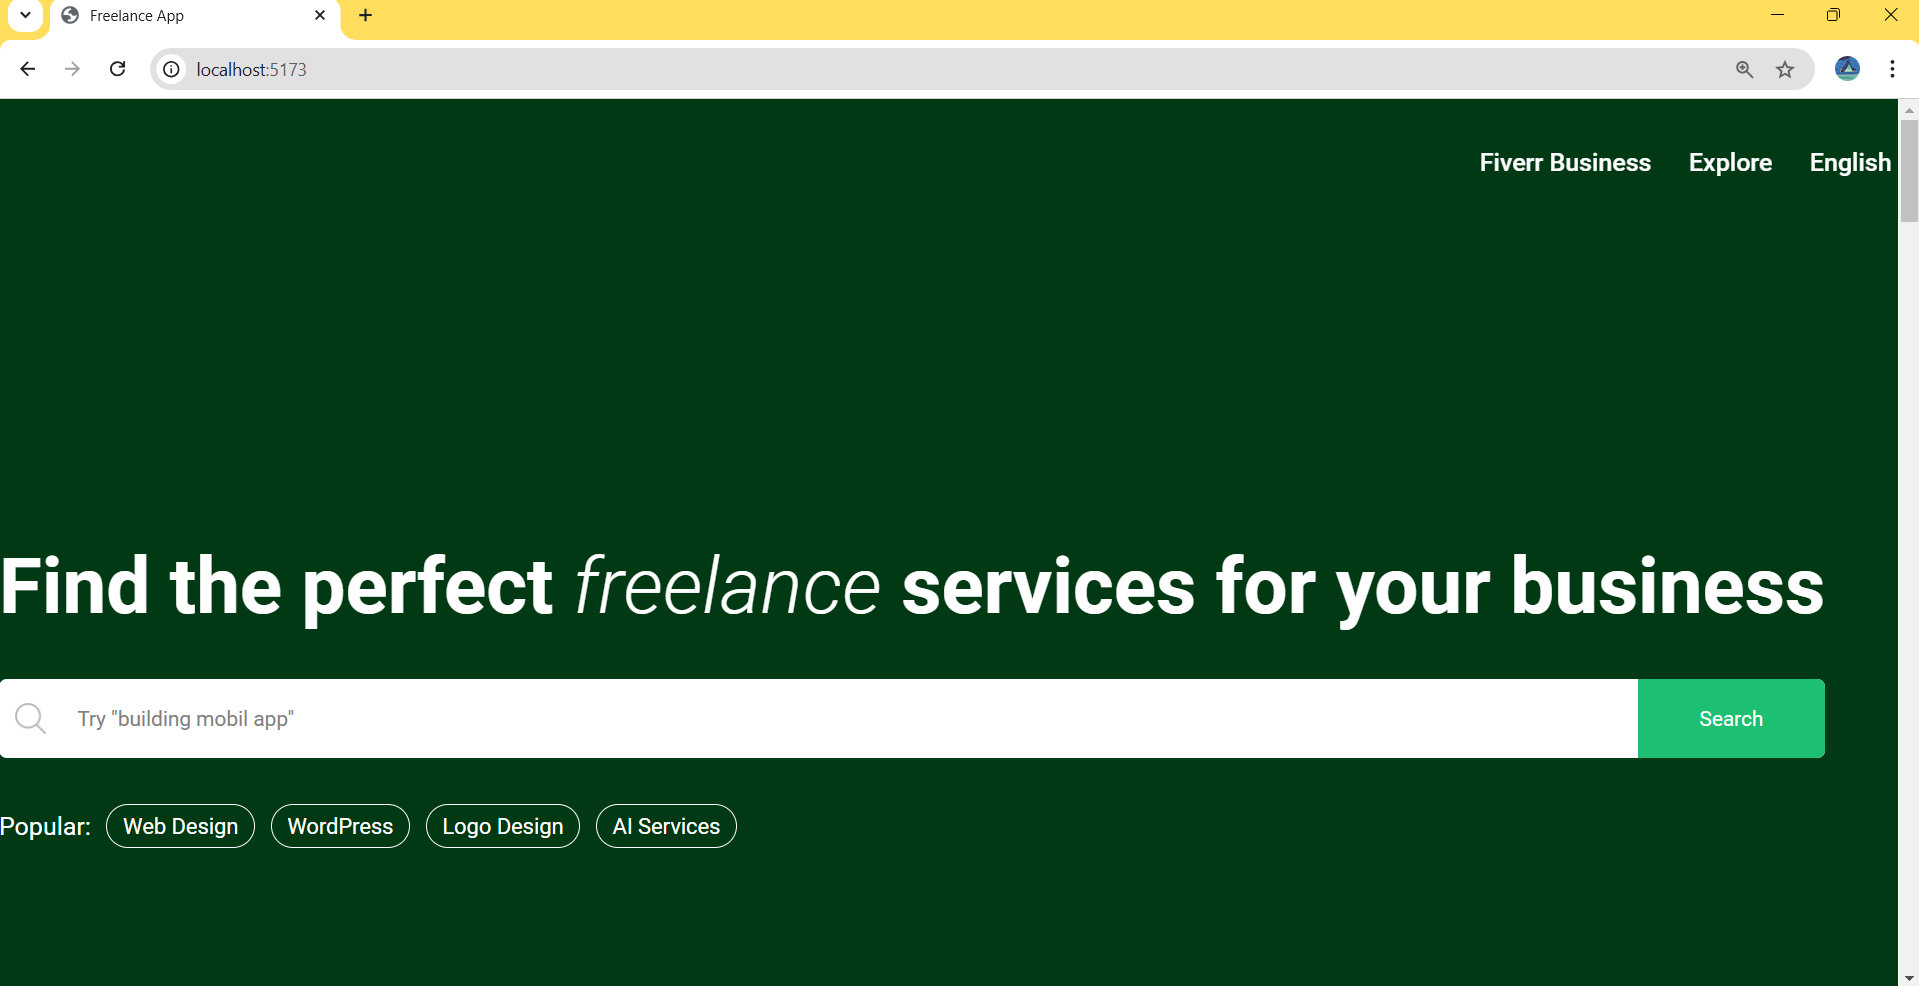 Freelance App
localhost:5173
Fiverr Business Explore English
Find the perfect freelance services for your business
Try "building mobil app" Search
Popular: Web Design WordPress Logo Design AI Services